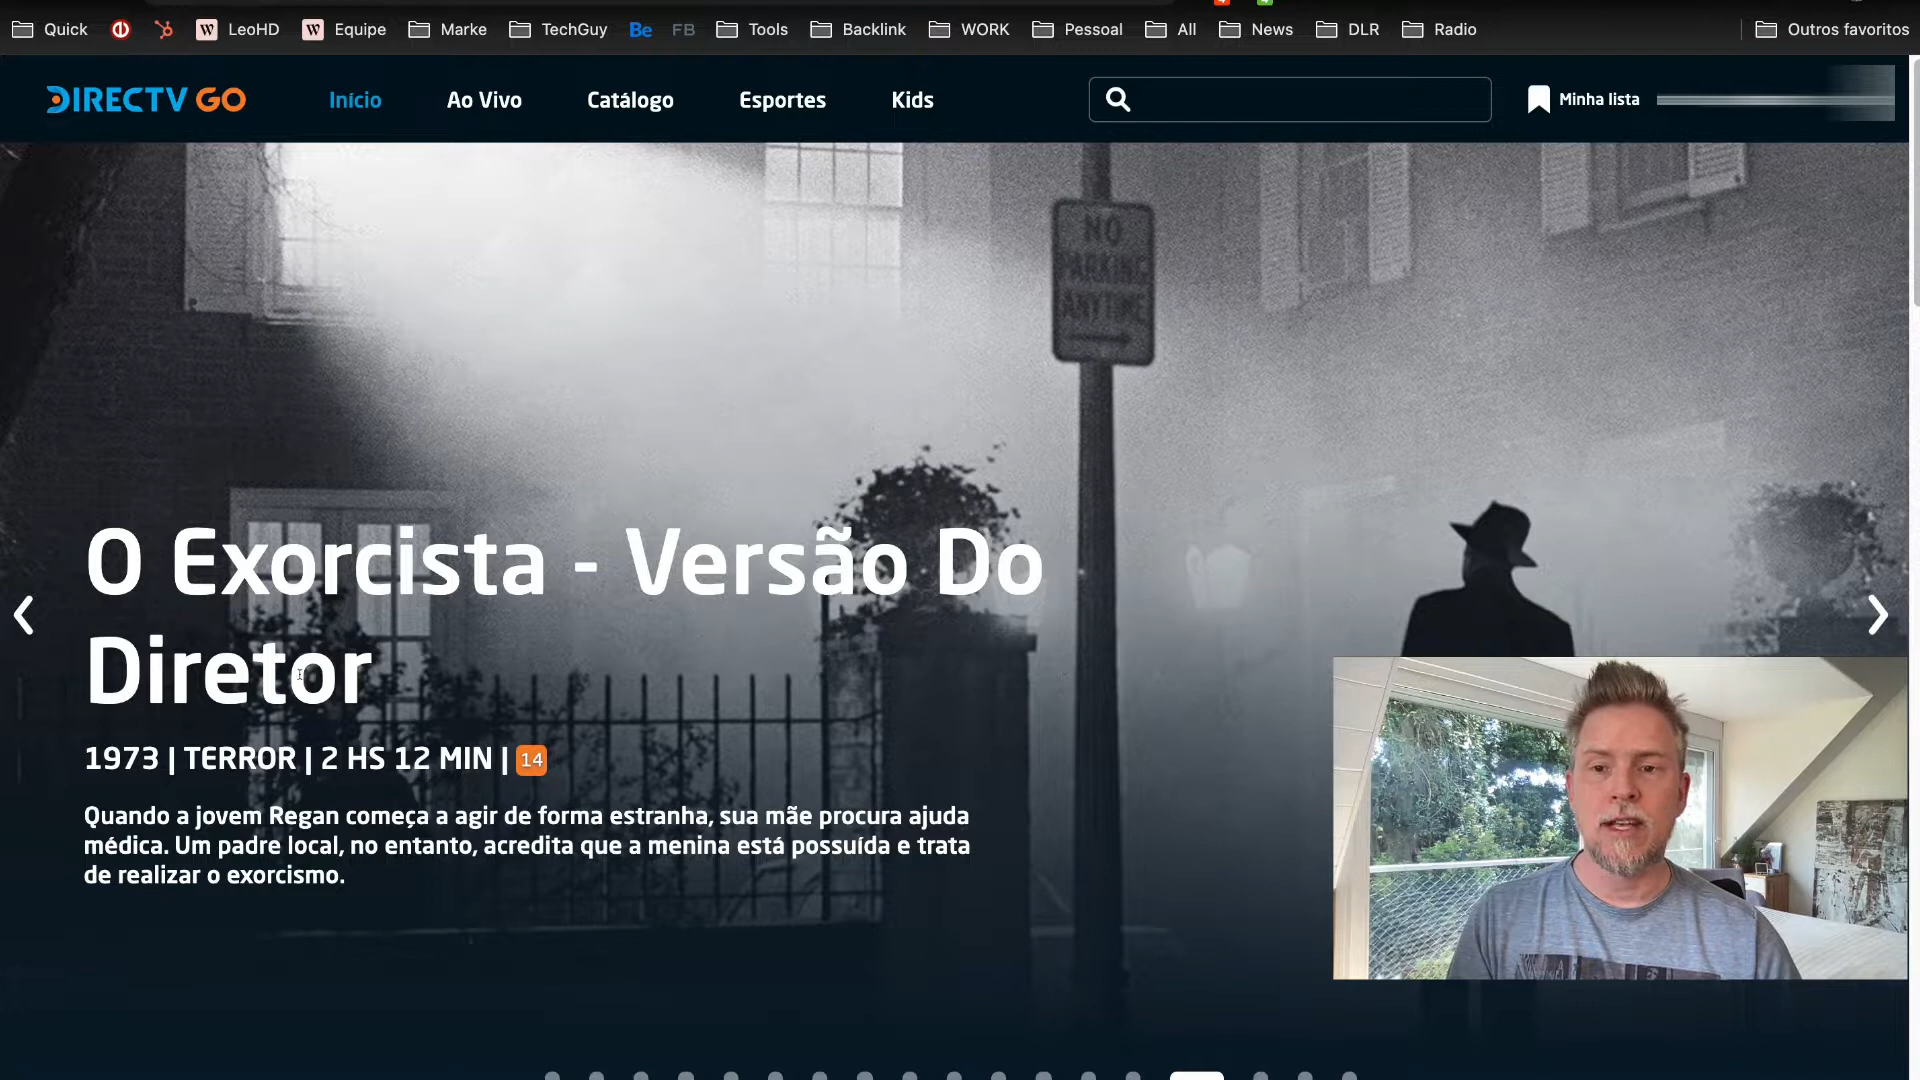 Quick LeoHD Equipe Marke TechGuy Be FB Tools Backlink WORK Pessoal All News DLR Radio Outros favoritos
DIRECTV GO Início Ao Vivo Catálogo Esportes Kids Minha lista
NO
PARKING
ANYTIME
O Exorcista - Versão Do
Diretor
1973 | TERROR | 2 HS 12 MIN | 14
Quando a jovem Regan começa a agir de forma estranha, sua mãe procura ajuda
médica. Um padre local, no entanto, acredita que a menina está possuída e trata
de realizar o exorcismo.